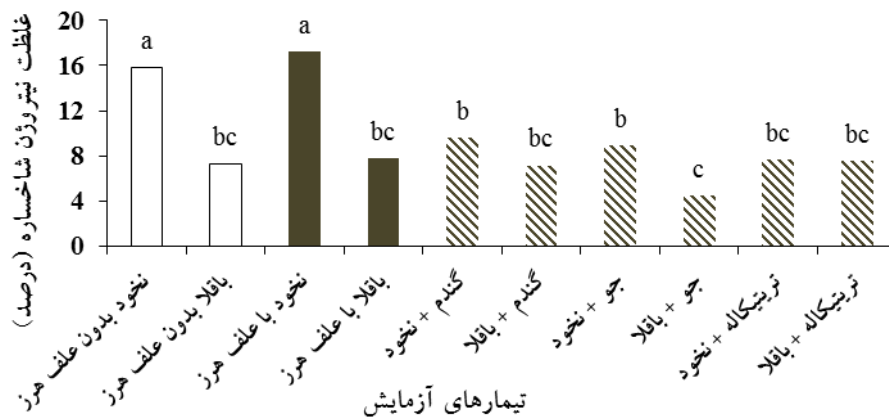 غلظت نیتروژن شاخساره (درصد)
20
16
12
8
4
0
a
bc
a
bc
b
bc
b
c
bc
bc
نخود بدون علف هرز
باقلا بدون علف هرز
نخود با علف هرز
باقلا با علف هرز
گندم + نخود
گندم + باقلا
جو + نخود
جو + باقلا
تریتیکاله + نخود
تریتیکاله + باقلا
تیمارهای آزمایش